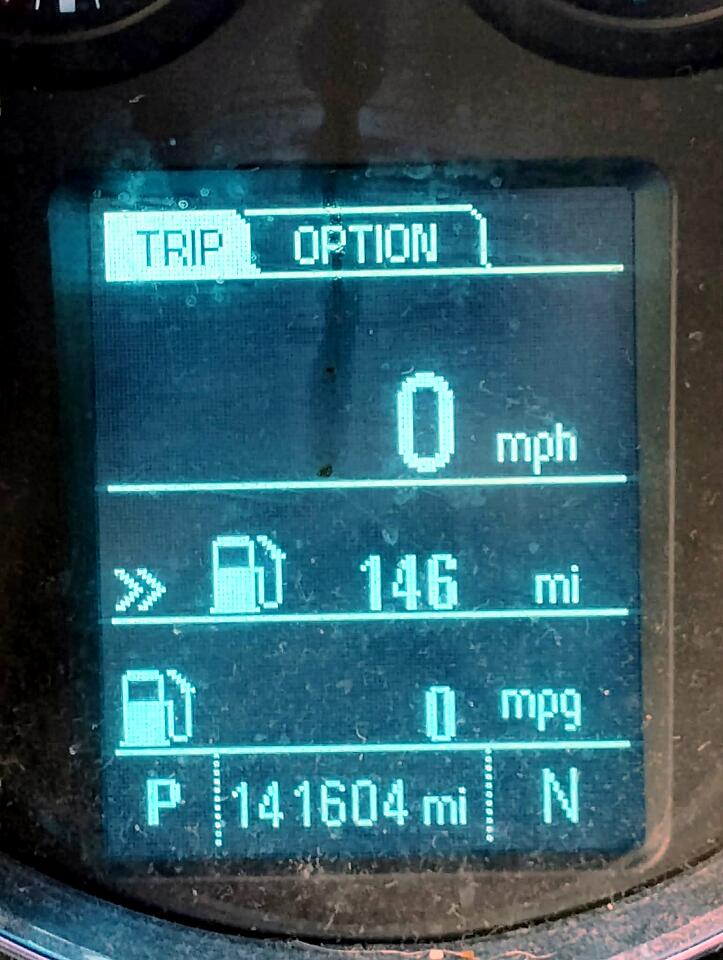 TRIP OPTION
0 mph
146 mi
0 mpg
P 141604 mi N